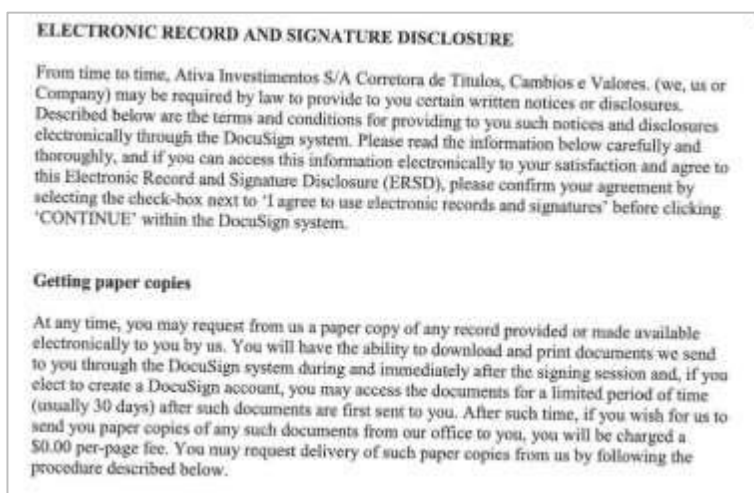 ELECTRONIC RECORD AND SIGNATURE DISCLOSURE
From time to time, Ativa Investimentos S/A Corretora de Titulos, Cambios e Valores. (we, us or
Company) may be required by law to provide to you certain written notices or disclosures.
Described below are the terms and conditions for providing to you such notices and disclosures
electronically through the DocuSign system. Please read the information below carefully and
thoroughly, and if you can access this information electronically to your satisfaction and agree to
this Electronic Record and Signature Disclosure (ERSD), please confirm your agreement by
selecting the check-box next to 'I agree to use electronic records and signatures' before clicking
'CONTINUE' within the DocuSign system.
Getting paper copies
At any time, you may request from us a paper copy of any record provided or made available
electronically to you by us. You will have the ability to download and print documents we send
to you through the DocuSign system during and immediately after the signing session and, if you
elect to create a DocuSign account, you may access the documents for a limited period of time
(usually 30 days) after such documents are first sent to you. After such time, if you wish for us to
send you paper copies of any such documents from our office to you, you will be charged a
$0.00 per-page fee. You may request delivery of such paper copies from us by following the
procedure described below.